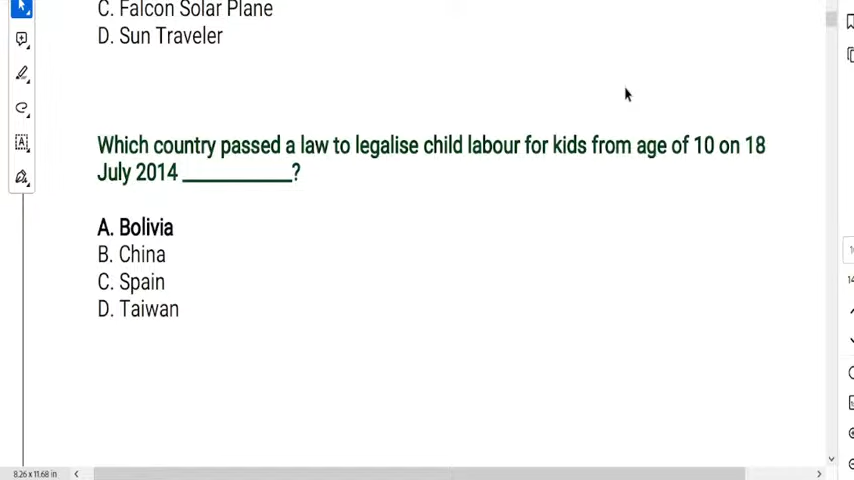 C. Falcon Solar Plane
D. Sun Traveler
Which country passed a law to legalise child labour for kids from age of 10 on 18
July 2014 ____________?
A. Bolivia
B. China
C. Spain
D. Taiwan
8.26 x 11.68 in